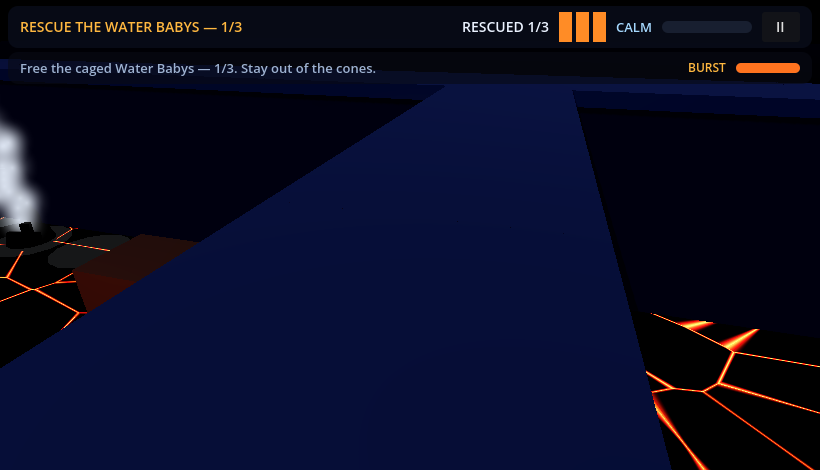 RESCUE THE WATER BABYS — 1/3
RESCUED 1/3
CALM
Free the caged Water Babys — 1/3. Stay out of the cones.
BURST